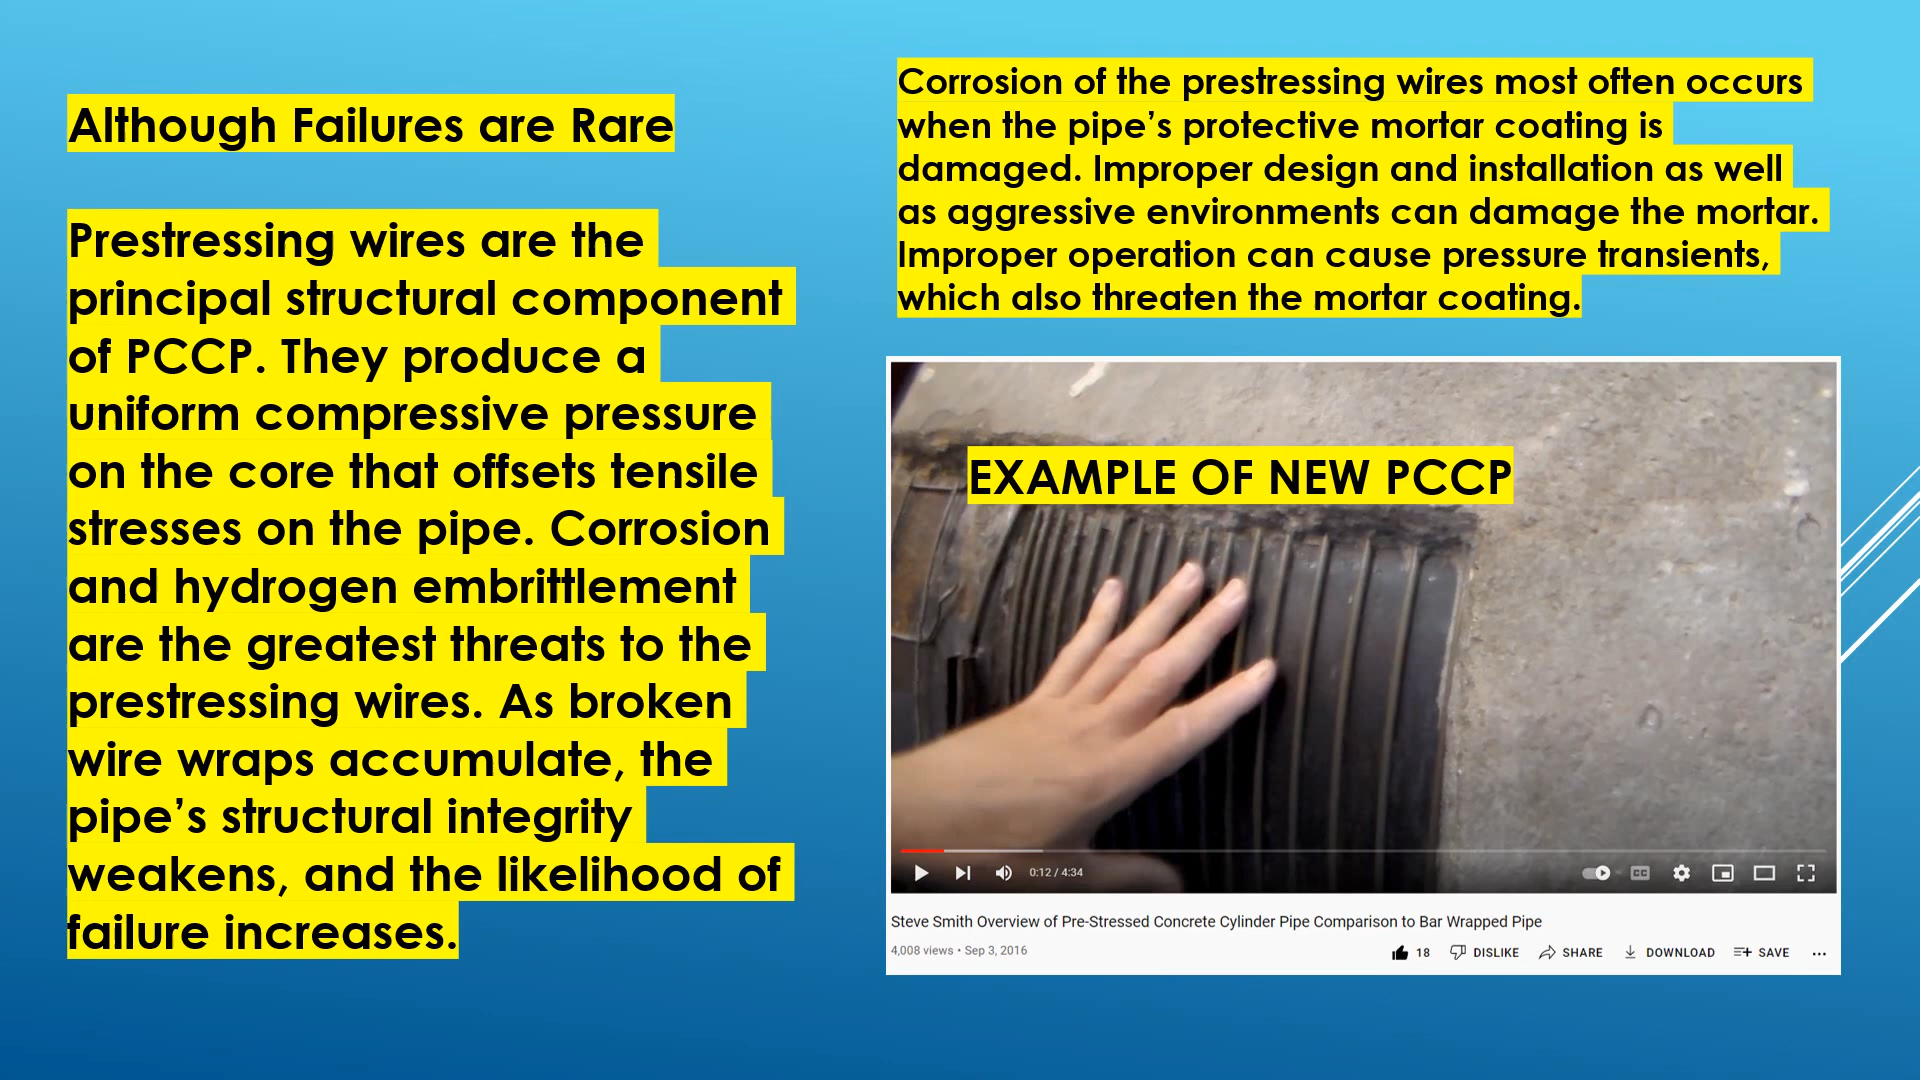 Although Failures are Rare
Prestressing wires are the
principal structural component
of PCCP. They produce a
uniform compressive pressure
on the core that offsets tensile
stresses on the pipe. Corrosion
and hydrogen embrittlement
are the greatest threats to the
prestressing wires. As broken
wire wraps accumulate, the
pipe’s structural integrity
weakens, and the likelihood of
failure increases.
Corrosion of the prestressing wires most often occurs
when the pipe’s protective mortar coating is
damaged. Improper design and installation as well
as aggressive environments can damage the mortar.
Improper operation can cause pressure transients,
which also threaten the mortar coating.
EXAMPLE OF NEW PCCP
0:12 / 4:34
CC
Steve Smith Overview of Pre-Stressed Concrete Cylinder Pipe Comparison to Bar Wrapped Pipe
4,008 views • Sep 3, 2016
18 DISLIKE SHARE DOWNLOAD SAVE ...